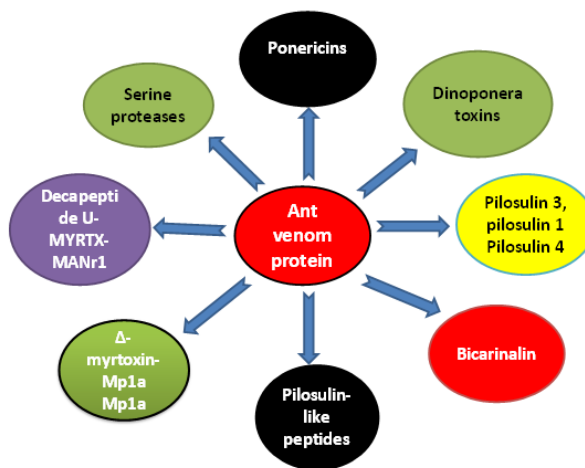 Ponericins
Serine
proteases
Dinoponera
toxins
Decapepti
de U-
MYRTX-
MANr1
Ant
venom
protein
Pilosulin 3,
pilosulin 1
Pilosulin 4
Δ-
myrtoxin-
Mp1a
Mp1a
Bicarinalin
Pilosulin-
like
peptides